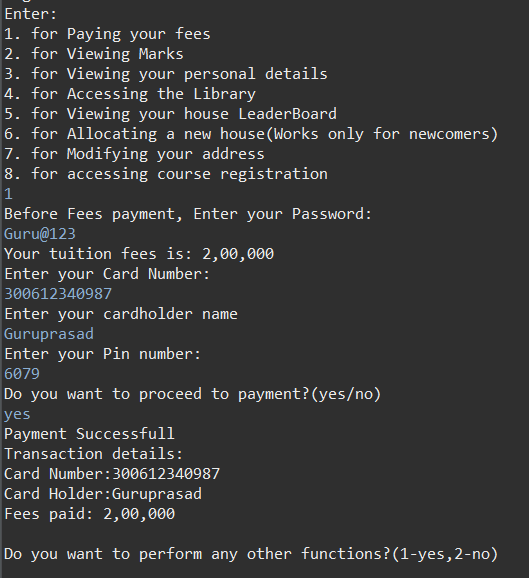 Enter:
1. for Paying your fees
2. for Viewing Marks
3. for Viewing your personal details
4. for Accessing the Library
5. for Viewing your house LeaderBoard
6. for Allocating a new house(Works only for newcomers)
7. for Modifying your address
8. for accessing course registration
1
Before Fees payment, Enter your Password:
Guru@123
Your tuition fees is: 2,00,000
Enter your Card Number:
300612340987
Enter your cardholder name
Guruprasad
Enter your Pin number:
6079
Do you want to proceed to payment?(yes/no)
yes
Payment Successfull
Transaction details:
Card Number:300612340987
Card Holder:Guruprasad
Fees paid: 2,00,000
Do you want to perform any other functions?(1-yes,2-no)